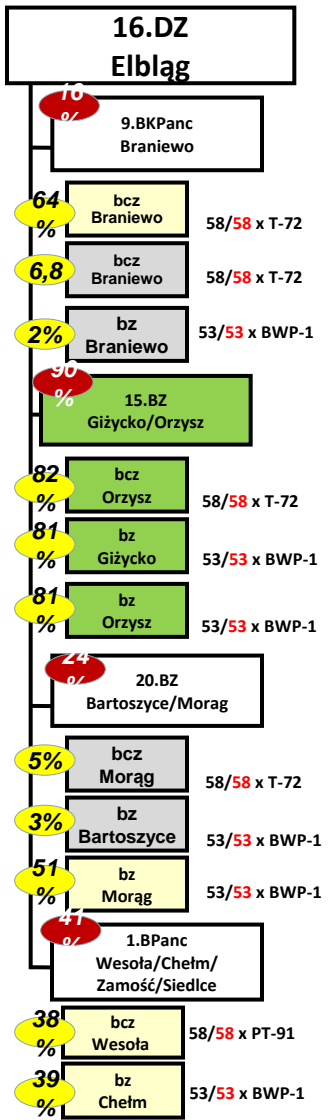 16.DZ
Elbląg
16
%
9.BKPanc
Braniewo
64
%
bcz
Braniewo
58/58 x T-72
6,8
bcz
Braniewo
58/58 x T-72
2%
bz
Braniewo
53/53 x BWP-1
90
%
15.BZ
Giżycko/Orzysz
82
%
bcz
Orzysz
58/58 x T-72
81
%
bz
Giżycko
53/53 x BWP-1
81
%
bz
Orzysz
53/53 x BWP-1
24
%
20.BZ
Bartoszyce/Morag
5%
bcz
Morąg
58/58 x T-72
3%
bz
Bartoszyce
53/53 x BWP-1
51
%
bz
Morąg
53/53 x BWP-1
41
%
1.BPanc
Wesoła/Chełm/
Zamość/Siedlce
38
%
bcz
Wesoła
58/58 x PT-91
39
%
bz
Chełm
53/53 x BWP-1